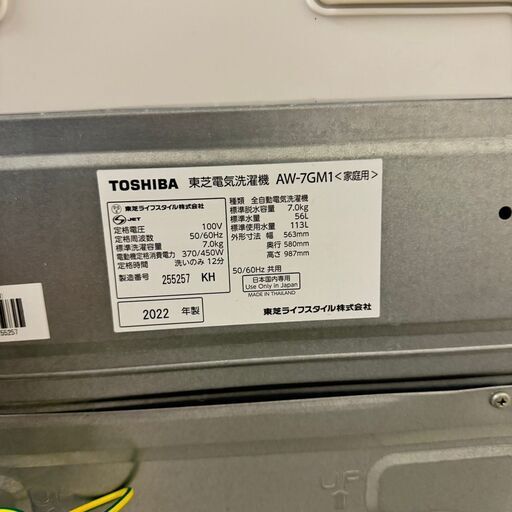 TOSHIBA 東芝電気洗濯機 AW-7GM1<家庭用>
東芝ライフスタイル株式会社
JET
定格電圧 100V
定格周波数 50/60Hz
標準洗濯容量 7.0kg
電動機定格消費電力 370/450W
定格時間 洗いのみ 12分
製造番号 255257 KH
2022 年製
種類 全自動電気洗濯機
標準脱水容量 7.0kg
標準水量 56L
標準使用水量 113L
外形寸法 幅 563mm
奥行 580mm
高さ 987mm
50/60Hz 共用
日本国内専用
Use Only in Japan
MADE IN THAILAND
東芝ライフスタイル株式会社
55257
UP